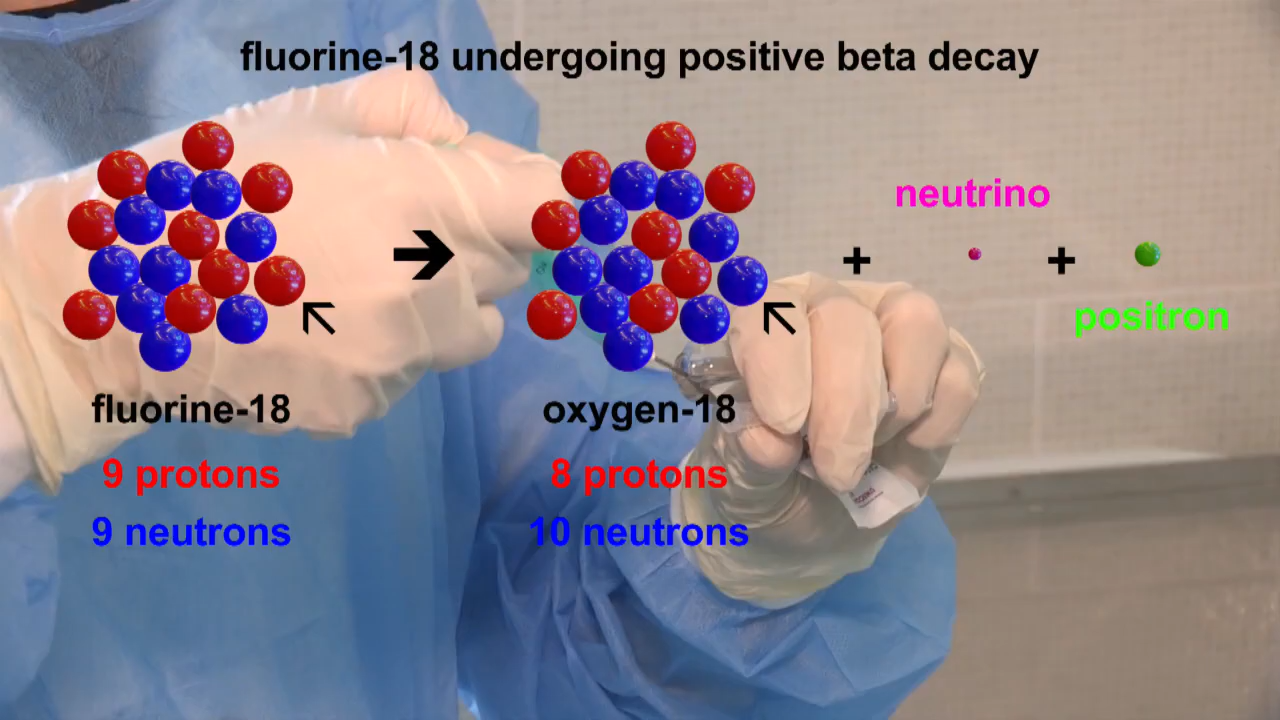 fluorine-18 undergoing positive beta decay
neutrino
+
+
positron
fluorine-18
oxygen-18
9 protons
8 protons
9 neutrons
10 neutrons